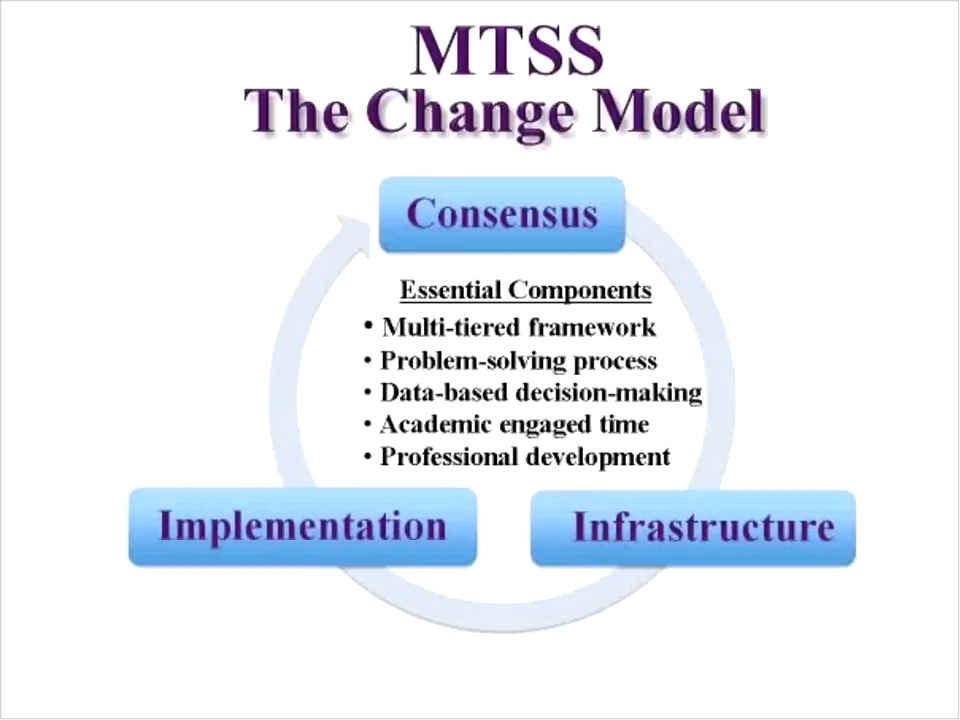 MTSS
The Change Model
Consensus
Essential Components
• Multi-tiered framework
• Problem-solving process
• Data-based decision-making
• Academic engaged time
• Professional development
Implementation
Infrastructure